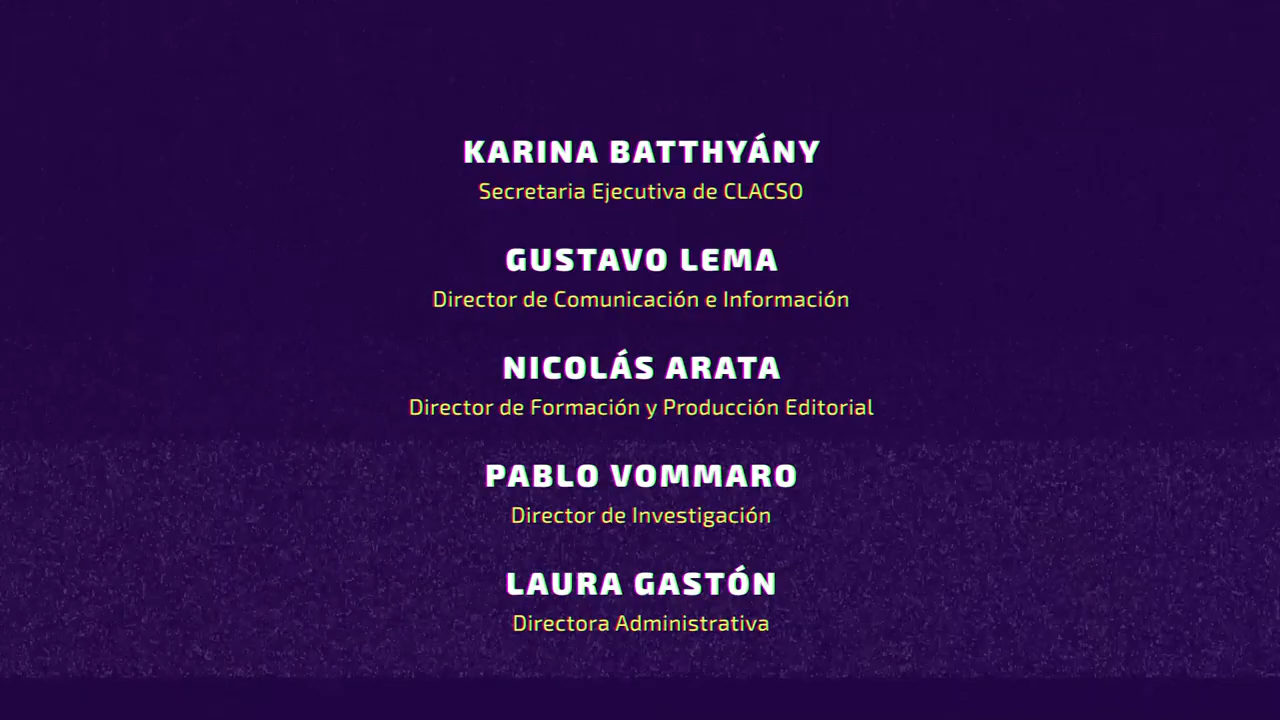 KARINA BATTHYÁNY
Secretaria Ejecutiva de CLACSO
GUSTAVO LEMA
Director de Comunicación e Información
NICOLÁS ARATA
Director de Formación y Producción Editorial
PABLO VOMMARO
Director de Investigación
LAURA GASTÓN
Directora Administrativa